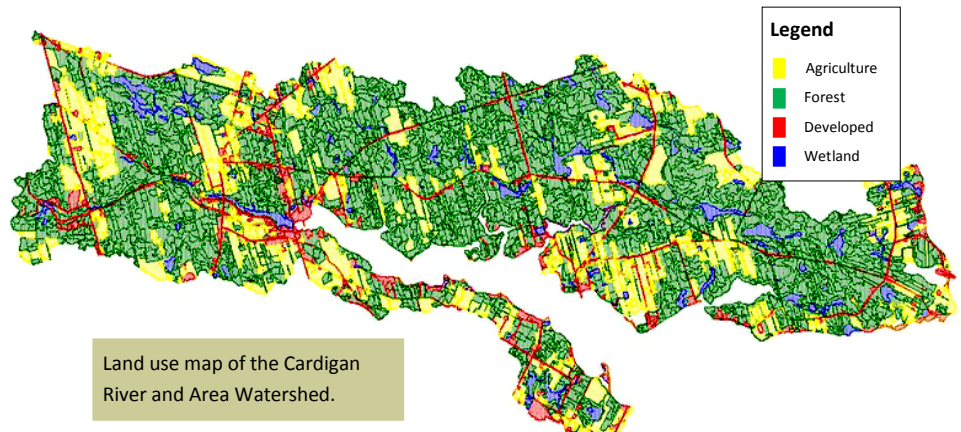 Legend
Agriculture
Forest
Developed
Wetland
Land use map of the Cardigan
River and Area Watershed.